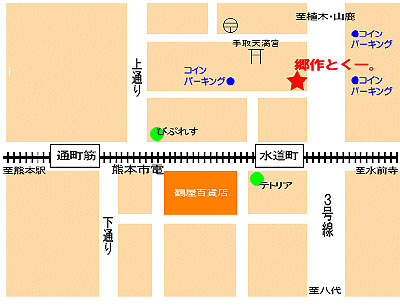 至植木・山鹿
〒
手取天満宮
コイン
パーキング
上通り
コイン
パーキング
郷作とくー。
コイン
パーキング
びぷれす
通町筋
水道町
至熊本駅
熊本市電
至水前寺
鶴屋百貨店
テトリア
下通り
3号線
至八代